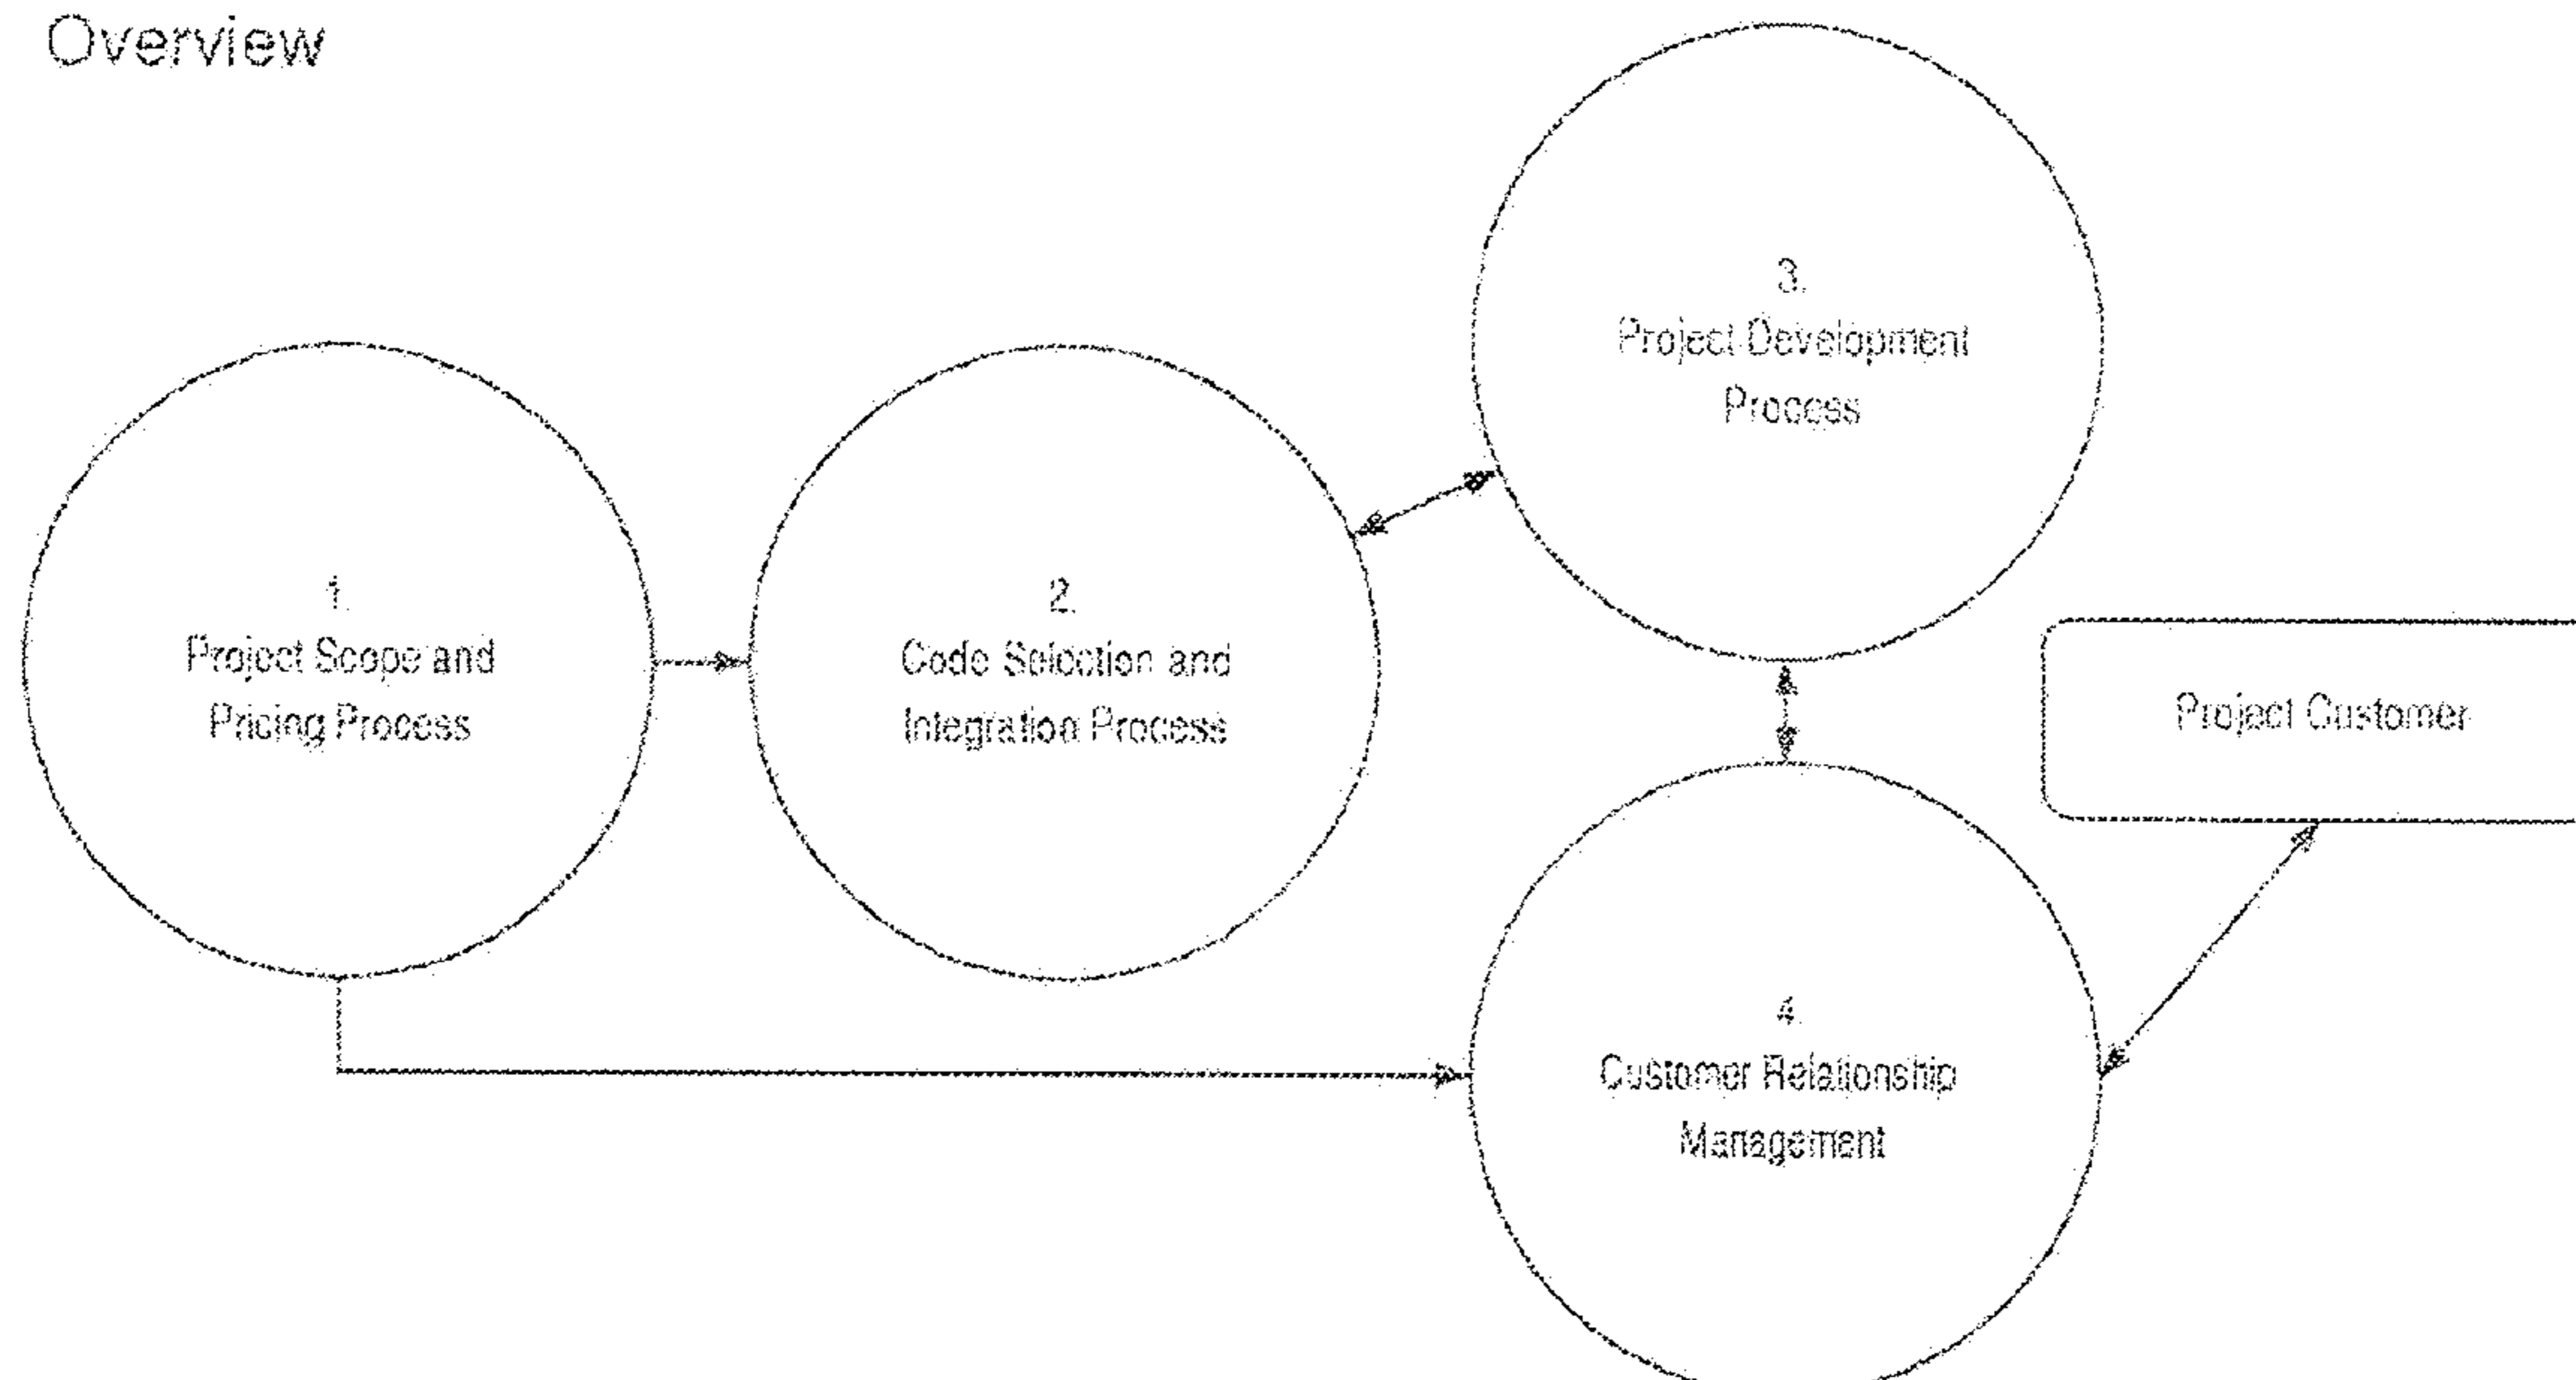 Overview
3.
Project Development
Process
1.
Project Scope and
Pricing Process
2.
Code Selection and
Integration Process
Project Customer
4.
Customer Relationship
Management